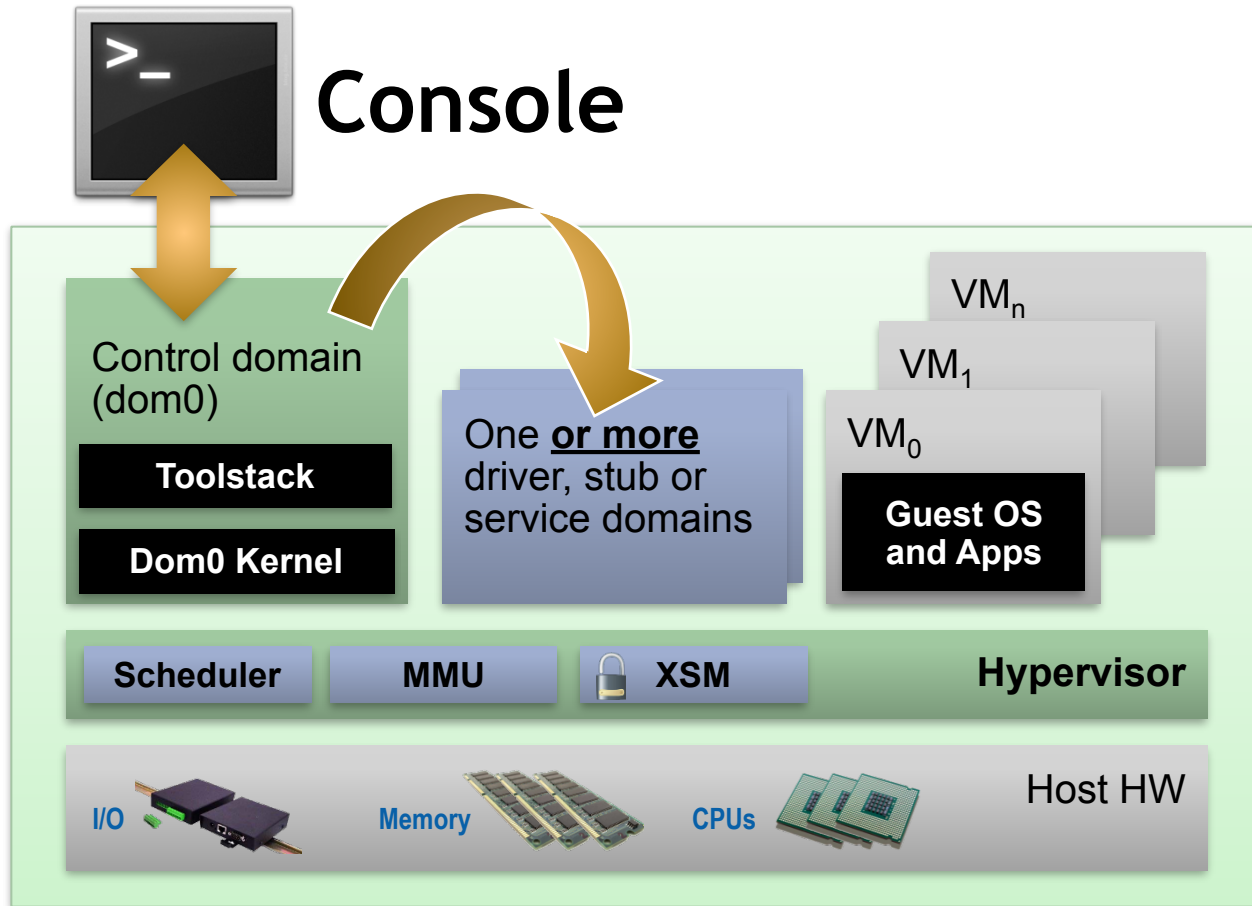 >_
Console
Control domain
(dom0)
Toolstack
Dom0 Kernel
One or more
driver, stub or
service domains
VMn
VM1
VM0
Guest OS
and Apps
Scheduler
MMU
XSM
Hypervisor
I/O
Memory
CPUs
Host HW